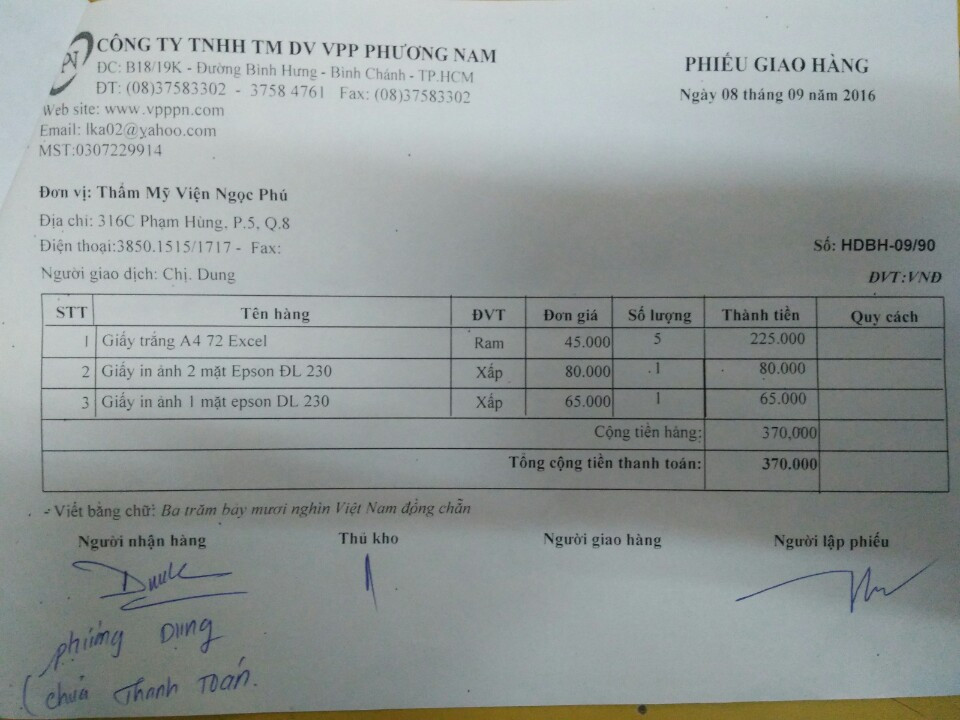 PN
CÔNG TY TNHH TM DV VPP PHƯƠNG NAM
ĐC: B18/19K - Đường Bình Hưng - Bình Chánh - TP.HCM
ĐT: (08)37583302 - 3758 4761 Fax: (08)37583302
Web site: www.vpppn.com
Email: lka02@yahoo.com
MST:0307229914
PHIẾU GIAO HÀNG
Ngày 08 tháng 09 năm 2016
Đơn vị: Thẩm Mỹ Viện Ngọc Phú
Địa chỉ: 316C Phạm Hùng, P.5, Q.8
Điện thoại:3850.1515/1717 - Fax:
Số: HDBH-09/90
Người giao dịch: Chị. Dung
ĐVT:VNĐ
STT Tên hàng ĐVT Đơn giá Số lượng Thành tiền Quy cách
1 Giấy trắng A4 72 Excel Ram 45.000 5 225.000
2 Giấy in ảnh 2 mặt Epson ĐL 230 Xấp 80.000 1 80.000
3 Giấy in ảnh 1 mặt epson DL 230 Xấp 65.000 1 65.000
Cộng tiền hàng: 370,000
Tổng cộng tiền thanh toán: 370.000
- Viết bằng chữ: Ba trăm bảy mươi nghìn Việt Nam đồng chẵn
Người nhận hàng Thủ kho Người giao hàng Người lập phiếu
Phương Dung
( chưa Thanh Toán.